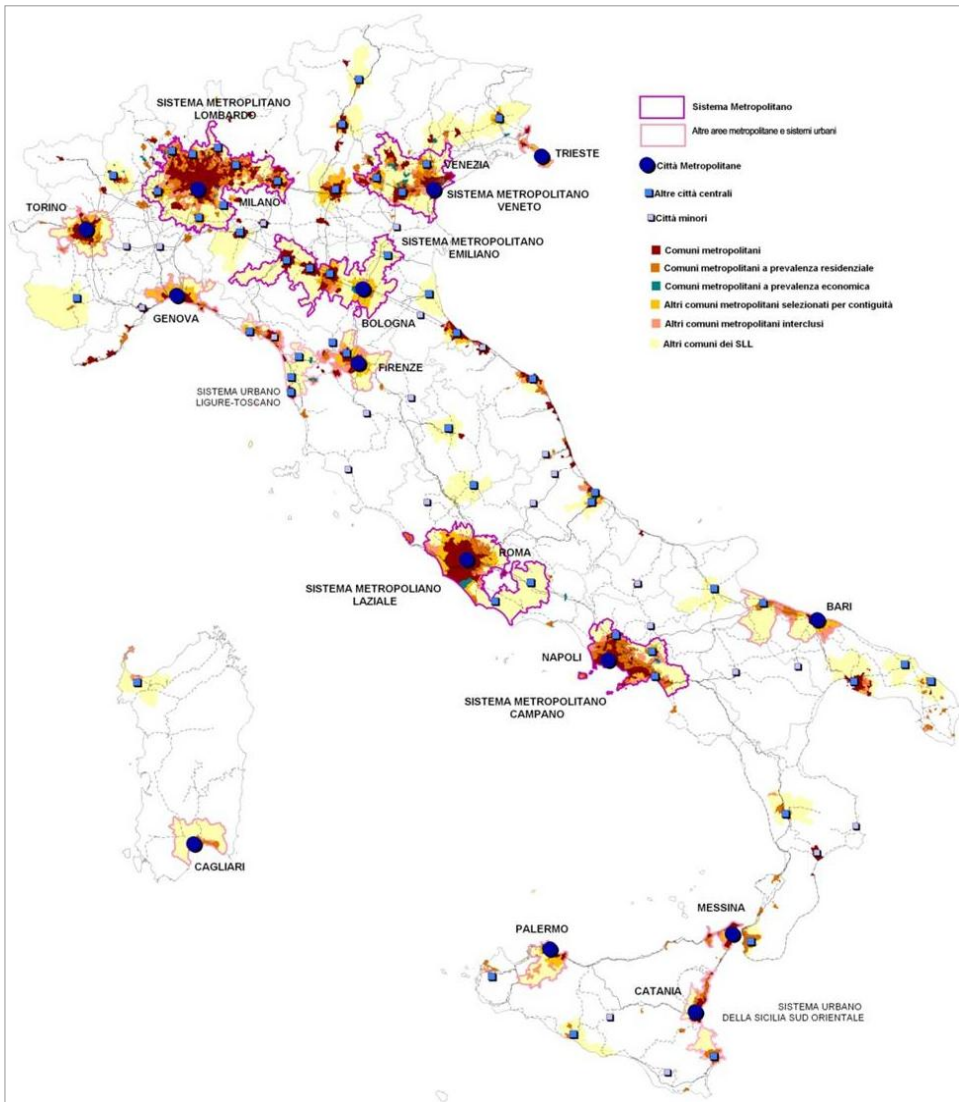 SISTEMA METROPLITANO
LOMBARDO
Sistema Metropolitano
Altre aree metropolitane e sistemi urbani
Città Metropolitane
Altre città centrali
Città minori
Comuni metropolitani
Comuni metropolitani a prevalenza residenziale
Comuni metropolitani a prevalenza economica
Altri comuni metropolitani selezionati per contiguità
Altri comuni metropolitani interclusi
Altri comuni dei SLL
TRIESTE
VENEZIA
SISTEMA METROPOLITANO
VENETO
MILANO
TORINO
SISTEMA METROPOLITANO
EMILIANO
GENOVA
BOLOGNA
FIRENZE
SISTEMA URBANO
LIGURE-TOSCANO
ROMA
SISTEMA METROPOLIANO
LAZIALE
BARI
NAPOLI
SISTEMA METROPOLITANO
CAMPANO
CAGLIARI
MESSINA
PALERMO
CATANIA
SISTEMA URBANO
DELLA SICILIA SUD ORIENTALE